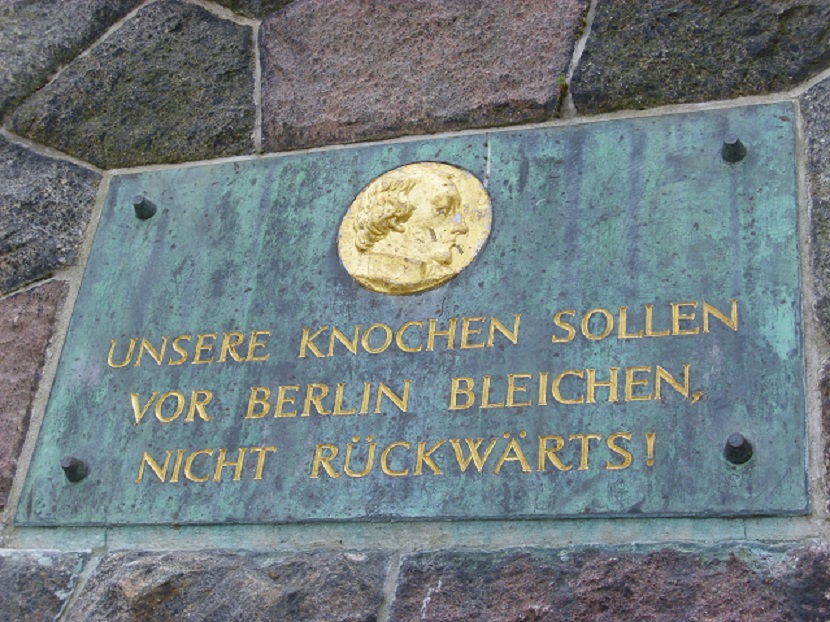 UNSERE KNOCHEN SOLLEN
VOR BERLIN BLEICHEN,
NICHT RÜCKWÄRTS!